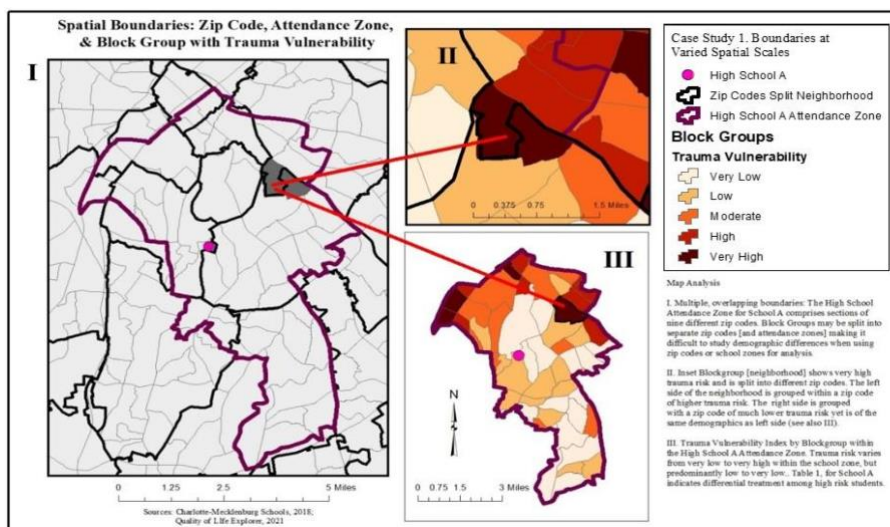 Spatial Boundaries: Zip Code, Attendance Zone,
& Block Group with Trauma Vulnerability
I
0 1.25 2.5 5 Miles
Sources: Charlotte-Mecklenburg Schools, 2018;
Quality of LIfe Explorer, 2021
II
0 0.375 0.75 1.5 Miles
III
N
0 1.25 2.5 5 Miles
Case Study 1. Boundaries at
Varied Spatial Scales
High School A
Zip Codes Split Neighborhood
High School A Attendance Zone
Block Groups
Trauma Vulnerability
Very Low
Low
Moderate
High
Very High
Map Analysis
I. Multiple, overlapping boundaries: The High School
Attendance Zone for School A comprises sections of
nine different zip codes. Block Groups may be split into
separate zip codes [and attendance zones] making it
difficult to study demographic differences when using
zip codes or school zones for analysis.
II. Inset Blockgroup [neighborhood] shows very high
trauma risk and is split into different zip codes. The left
side of the neighborhood is grouped within a zip code
of higher trauma risk. The right side is grouped
with a zip code of much lower trauma risk yet is of the
same demographics as left side (see also III).
III. Trauma Vulnerability Index by Blockgroup within
the High School A Attendance Zone. Trauma risk varies
from very low to very high within the school zone, but
predominantly low to very low.. Table 1, for School A
indicates differential treatment among high risk students.